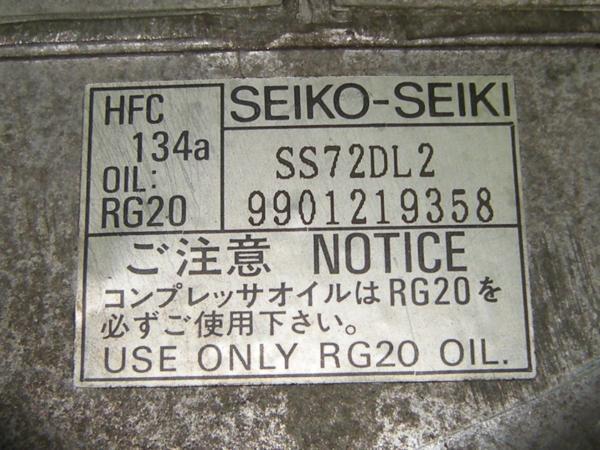 HFC
134a
OIL:
RG20
SEIKO-SEIKI
SS72DL2
9901219358
ご注意 NOTICE
コンプレッサオイルはRG20を
必ずご使用下さい。
USE ONLY RG20 OIL.